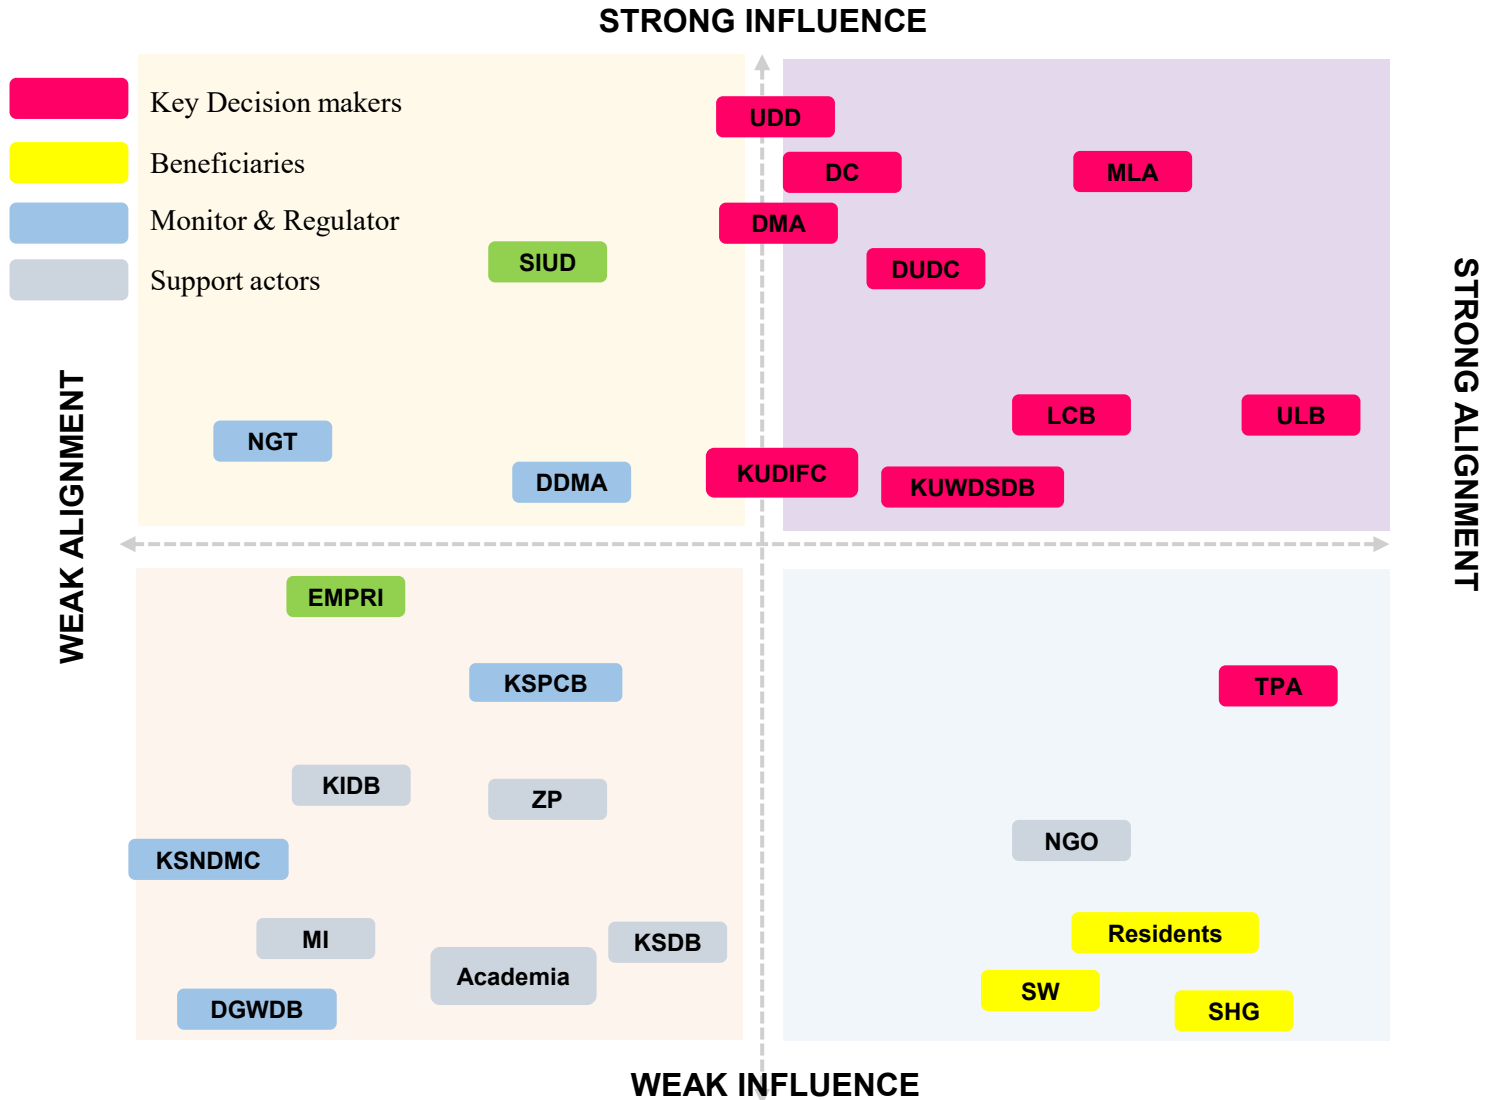 STRONG INFLUENCE
Key Decision makers
Beneficiaries
Monitor & Regulator
Support actors
UDD
DC
MLA
DMA
SIUD
DUDC
NGT
DDMA
LCB
ULB
KUDIFC
KUWDSDB
WEAK ALIGNMENT
STRONG ALIGNMENT
EMPRI
KSPCB
TPA
KIDB
ZP
NGO
KSNDMC
MI
Academia
KSDB
Residents
DGWDB
SW
SHG
WEAK INFLUENCE